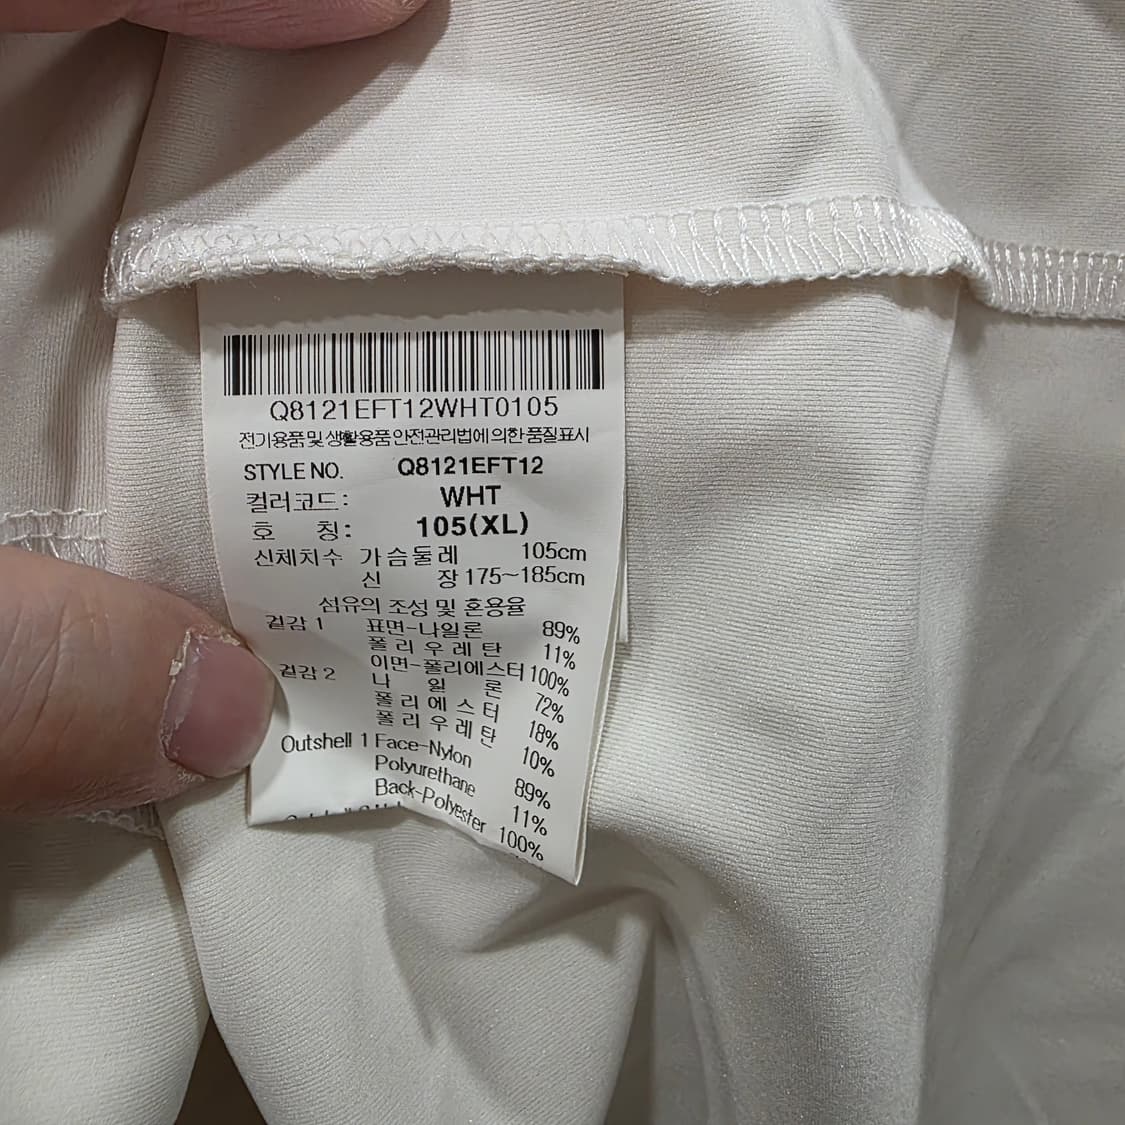 Q8121EFT12WHT0105
전기용품 및 생활용품 안전관리법에 의한 품질표시
STYLE NO. Q8121EFT12
컬러코드: WHT
호 칭: 105(XL)
신체치수 가슴둘레 105cm
신 장 175~185cm
섬유의 조성 및 혼용율
겉감 1 표면-나일론 89%
폴리우레탄 11%
이면-폴리에스터 100%
겉감 2 나 일 론 72%
폴리에스터 18%
폴리우레탄 10%
Outshell 1 Face-Nylon 89%
Polyurethane 11%
Back-Polyester 100%